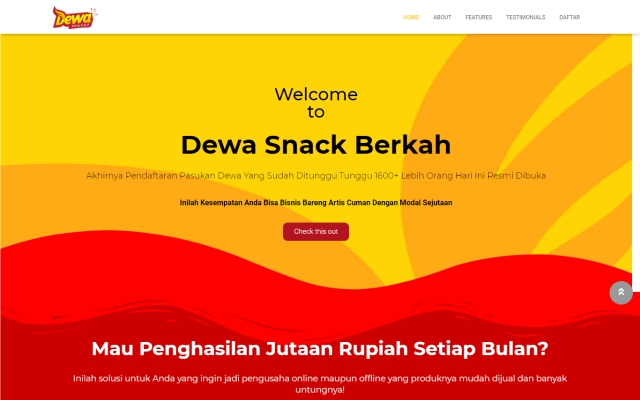 Dewa
HOME
ABOUT
FEATURES
TESTIMONIALS
DAFTAR
Welcome
to
Dewa Snack Berkah
Akhirnya Pendaftaran Pasukan Dewa Yang Sudah Ditunggu Tunggu 1600+ Lebih Orang Hari Ini Resmi Dibuka
Inilah Kesempatan Anda Bisa Bisnis Bareng Artis Cuman Dengan Modal Sejutaan
Check this out
Mau Penghasilan Jutaan Rupiah Setiap Bulan?
Inilah solusi untuk Anda yang ingin jadi pengusaha online maupun offline yang produknya mudah dijual dan banyak
untungnya!